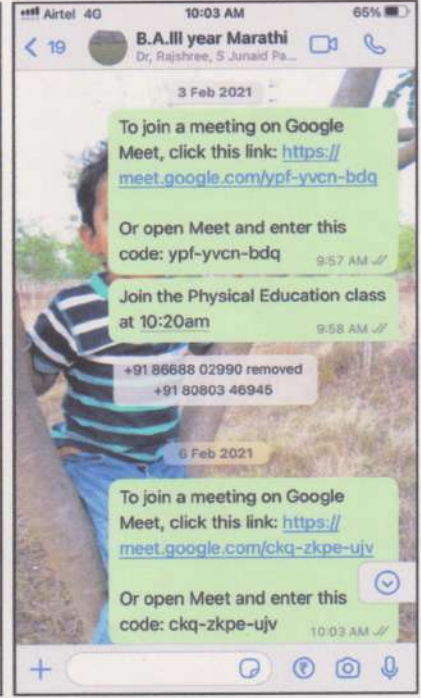 Airtel 4G 10:03 AM 65%
19 B.A.III year Marathi
Dr, Rajshree, S Junaid Pa...
3 Feb 2021
To join a meeting on Google
Meet, click this link: https://
meet.google.com/ypf-yvcn-bdq
Or open Meet and enter this
code: ypf-yvcn-bdq 9:57 AM
Join the Physical Education class
at 10:20am 9:58 AM
+91 86688 02990 removed
+91 80803 46945
6 Feb 2021
To join a meeting on Google
Meet, click this link: https://
meet.google.com/ckq-zkpe-ujv
Or open Meet and enter this
code: ckq-zkpe-ujv 10:03 AM